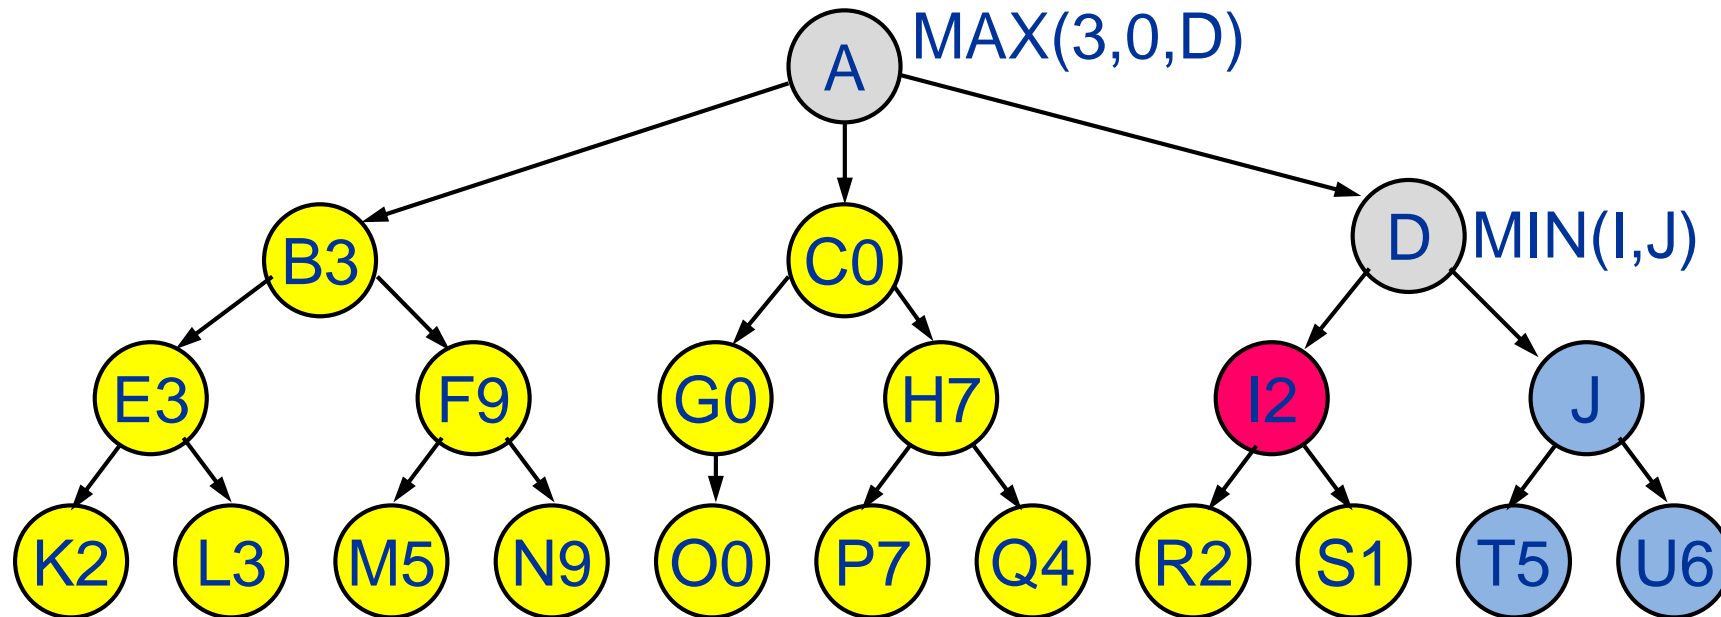 A MAX(3,0,D)
B3 C0 D MIN(I,J)
E3 F9 G0 H7 I2 J
K2 L3 M5 N9 O0 P7 Q4 R2 S1 T5 U6